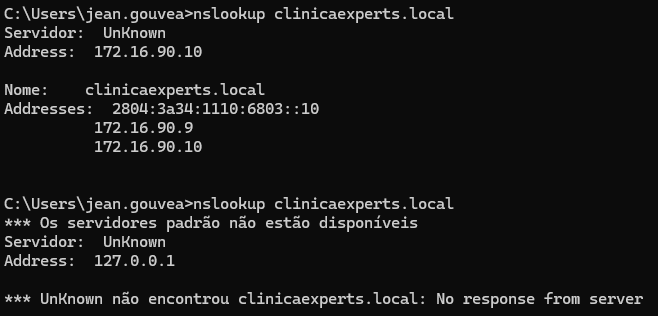 C:\Users\jean.gouvea>nslookup clinicaexperts.local
Servidor:  UnKnown
Address:  172.16.90.10
Nome:    clinicaexperts.local
Addresses:  2804:3a34:1110:6803::10
172.16.90.9
172.16.90.10
C:\Users\jean.gouvea>nslookup clinicaexperts.local
*** Os servidores padrão não estão disponíveis
Servidor:  UnKnown
Address:  127.0.0.1
*** UnKnown não encontrou clinicaexperts.local: No response from server